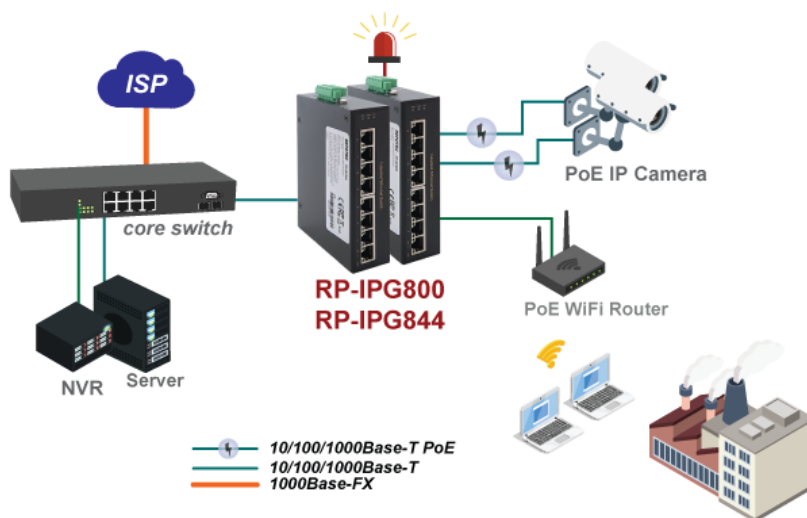 ISP
core switch
NVR
Server
RP-IPG800
RP-IPG844
PoE IP Camera
PoE WiFi Router
10/100/1000Base-T PoE
10/100/1000Base-T
1000Base-FX